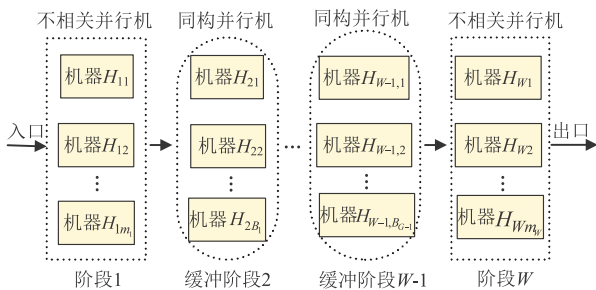 不相关并行机 同构并行机 同构并行机 不相关并行机
机器H11 机器H21 机器HW-1,1 机器HW1
入口 出口
机器H12 机器H22 … 机器HW-1,2 机器HW2
⋮ ⋮ ⋮ ⋮
机器H1m1 机器H2B1 机器HW-1,BG-1 机器HWmW
阶段1 缓冲阶段2 缓冲阶段W-1 阶段W